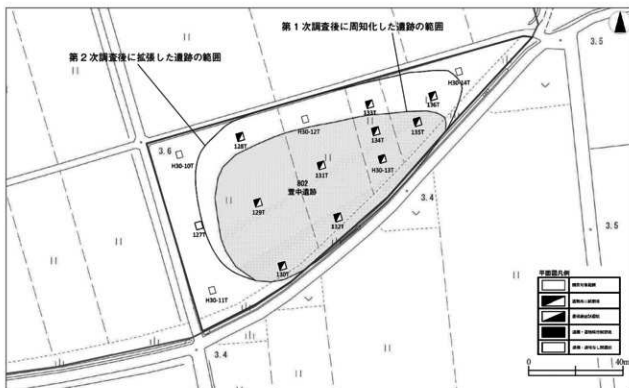 第1次調査後に周知化した遺跡の範囲
第2次調査後に拡張した遺跡の範囲
3.5
H30-14T
136T
133T
H30-12T
135T
128T
134T
3.6
H30-10T
131T
H30-13T
802
萱中遺跡
3.4
129T
127T
132T
3.5
130T
H30-11T
平面図凡例
3.4
0
40m